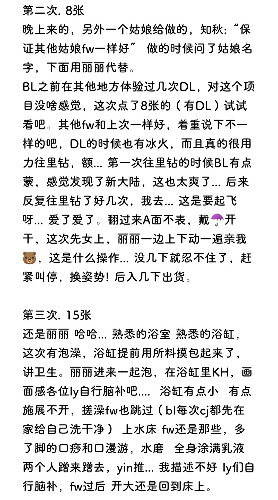 第二次. 8张
晚上来的，另外一个姑娘给做的，知秋:“保
证其他姑娘fw一样好” 做的时候问了姑娘名
字，下面用丽丽代替。
BL之前在其他地方体验过几次DL，对这个项
目没啥感觉，这次点了8张的（有DL）试试
看吧。其他fw和上次一样好，着重说下不一
样的吧，DL的时候也有冰火，而且真的很用
力往里钻，额... 第一次往里钻的时候BL有点
蒙，感觉发现了新大陆，这也太爽了... 后来
反复往里钻了好几次，我去... 这是要起飞
呀... 爱了爱了。翻过来A面不表，戴☂️开
干，这次先女上，丽丽一边上下动一遍亲我
🐻，这是什么操作... 没几下就忍不住了，赶
紧叫停，换姿势! 后入几下出货。
第三次. 15张
还是丽丽 哈哈... 熟悉的浴室 熟悉的浴缸，
这次有泡澡，浴缸提前用所料摸包起来了，
讲卫生。丽丽进来一起泡，在浴缸里KH，画
面感各位ly自行脑补吧.... 浴缸有点小 有点
施展不开，搓澡fw也跳过（bl每次cj都先在
家给自己洗干净） 上水床 fw还是那些，多
了脚的口痧和口漫游，水磨 全身涂满乳液
两个人蹭来蹭去，yin推... 我描述不好 ly们自
行脑补，fw过后 开大还是回到床上。